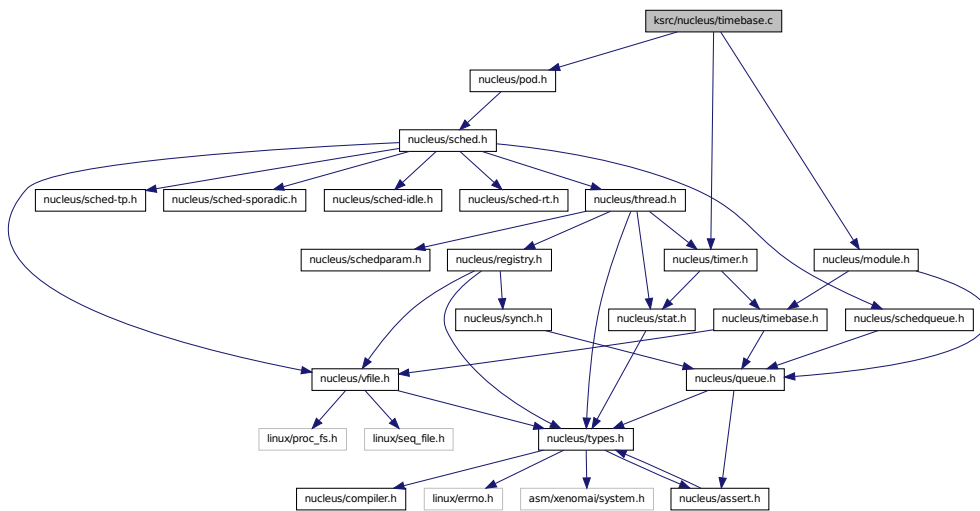 ksrc/nucleus/timebase.c
nucleus/pod.h
nucleus/sched.h
nucleus/sched-tp.h
nucleus/sched-sporadic.h
nucleus/sched-idle.h
nucleus/sched-rt.h
nucleus/thread.h
nucleus/schedparam.h
nucleus/registry.h
nucleus/timer.h
nucleus/module.h
nucleus/synch.h
nucleus/stat.h
nucleus/timebase.h
nucleus/schedqueue.h
nucleus/vfile.h
nucleus/queue.h
linux/proc_fs.h
linux/seq_file.h
nucleus/types.h
nucleus/compiler.h
linux/errno.h
asm/xenomai/system.h
nucleus/assert.h